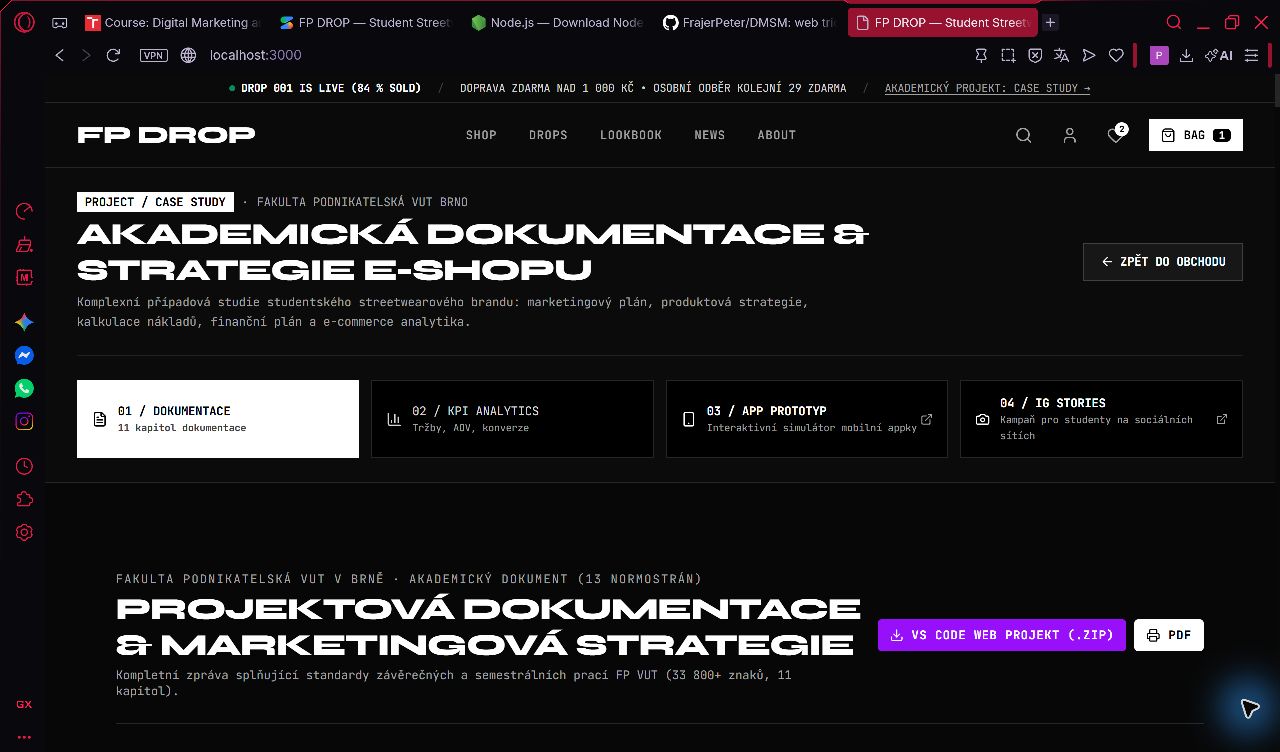 Course: Digital Marketing a
FP DROP — Student Street
Node.js — Download Node
FrajerPeter/DMSM: web tri
FP DROP — Student Streetw
VPN
localhost:3000
P
AI
DROP 001 IS LIVE (84 % SOLD) / DOPRAVA ZDARMA NAD 1 000 KČ • OSOBNÍ ODBĚR KOLEJNÍ 29 ZDARMA / AKADEMICKÝ PROJEKT: CASE STUDY →
FP DROP
SHOP
DROPS
LOOKBOOK
NEWS
ABOUT
2
BAG 1
PROJECT / CASE STUDY · FAKULTA PODNIKATELSKÁ VUT BRNO
AKADEMICKÁ DOKUMENTACE &
STRATEGIE E-SHOPU
← ZPĚT DO OBCHODU
Komplexní případová studie studentského streetwearového brandu: marketingový plán, produktová strategie,
kalkulace nákladů, finanční plán a e-commerce analytika.
01 / DOKUMENTACE
11 kapitol dokumentace
02 / KPI ANALYTICS
Tržby, AOV, konverze
03 / APP PROTOTYP
Interaktivní simulátor mobilní appky
04 / IG STORIES
Kampaň pro studenty na sociálních
sítích
FAKULTA PODNIKATELSKÁ VUT V BRNĚ · AKADEMICKÝ DOKUMENT (13 NORMOSTRÁN)
PROJEKTOVÁ DOKUMENTACE
& MARKETINGOVÁ STRATEGIE
VS CODE WEB PROJEKT (.ZIP)
PDF
Kompletní zpráva splňující standardy závěrečných a semestrálních prací FP VUT (33 800+ znaků, 11
kapitol).
GX